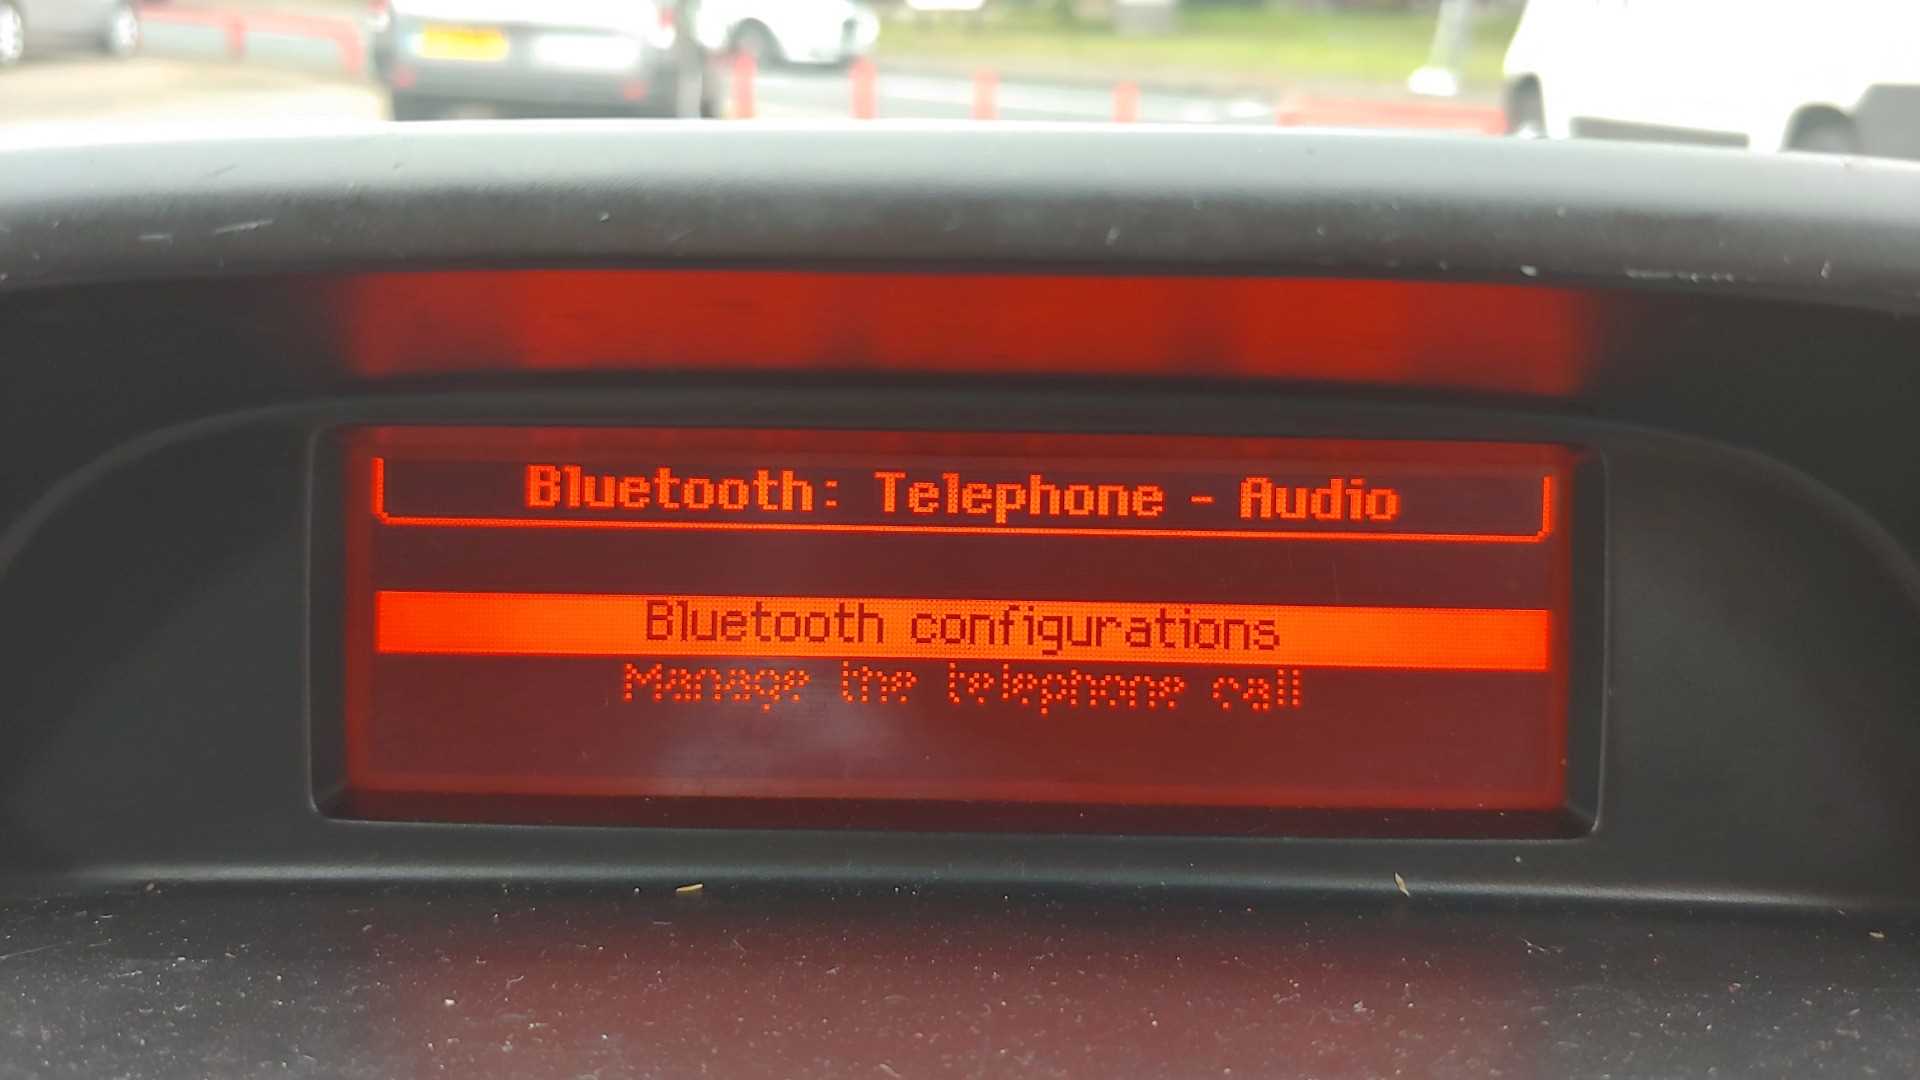 Bluetooth: Telephone - Audio
Bluetooth configurations
Manage the telephone call